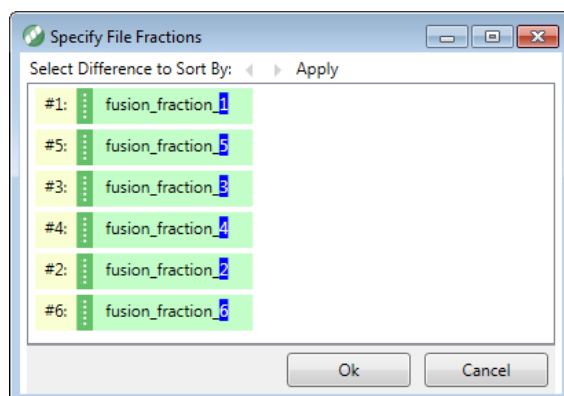 Specify File Fractions
Select Difference to Sort By: Apply
#1: fusion_fraction_1
#5: fusion_fraction_5
#3: fusion_fraction_3
#4: fusion_fraction_4
#2: fusion_fraction_2
#6: fusion_fraction_6
Ok Cancel